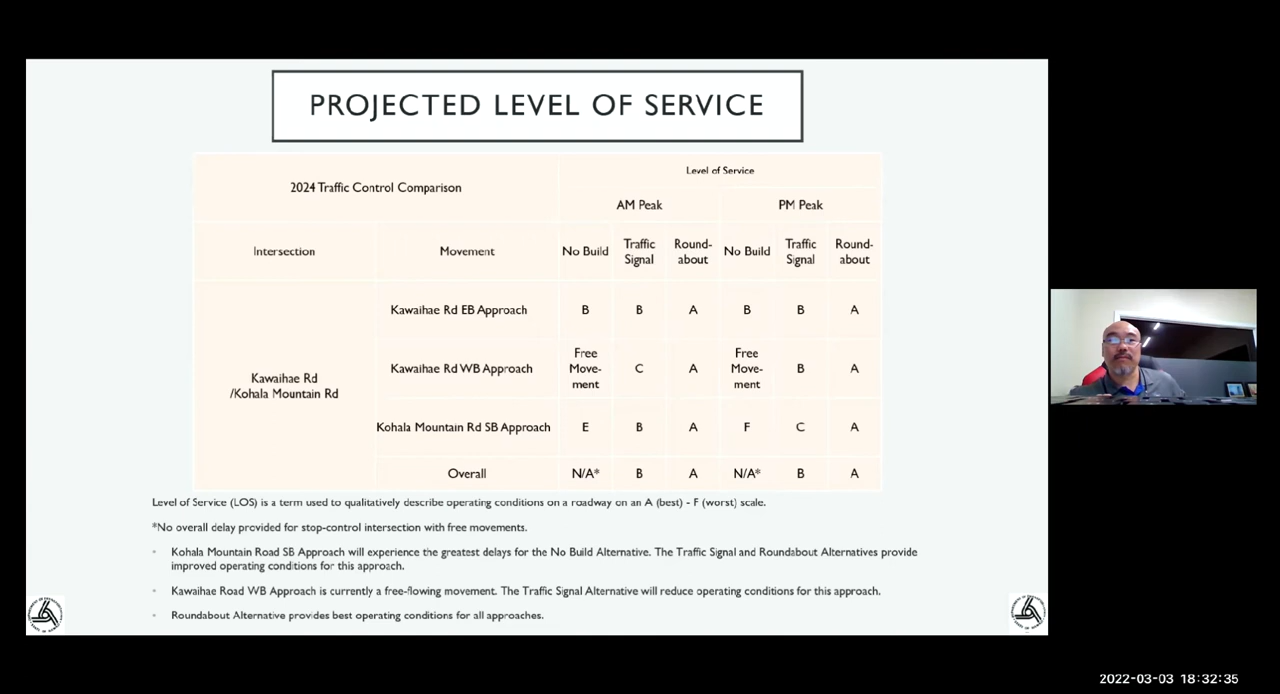 PROJECTED LEVEL OF SERVICE
2024 Traffic Control Comparison
Level of Service
AM Peak
PM Peak
Intersection
Movement
No Build
Traffic
Signal
Round-
about
No Build
Traffic
Signal
Round-
about
Kawaihae Rd
/Kohala Mountain Rd
Kawaihae Rd EB Approach
B
B
A
B
B
A
Kawaihae Rd WB Approach
Free
Move-
ment
C
A
Free
Move-
ment
B
A
Kohala Mountain Rd SB Approach
E
B
A
F
C
A
Overall
N/A*
B
A
N/A*
B
A
Level of Service (LOS) is a term used to qualitatively describe operating conditions on a roadway on an A (best) - F (worst) scale.
*No overall delay provided for stop-control intersection with free movements.
• Kohala Mountain Road SB Approach will experience the greatest delays for the No Build Alternative. The Traffic Signal and Roundabout Alternatives provide
improved operating conditions for this approach.
• Kawaihae Road WB Approach is currently a free-flowing movement. The Traffic Signal Alternative will reduce operating conditions for this approach.
• Roundabout Alternative provides best operating conditions for all approaches.
2022-03-03 18:32:35